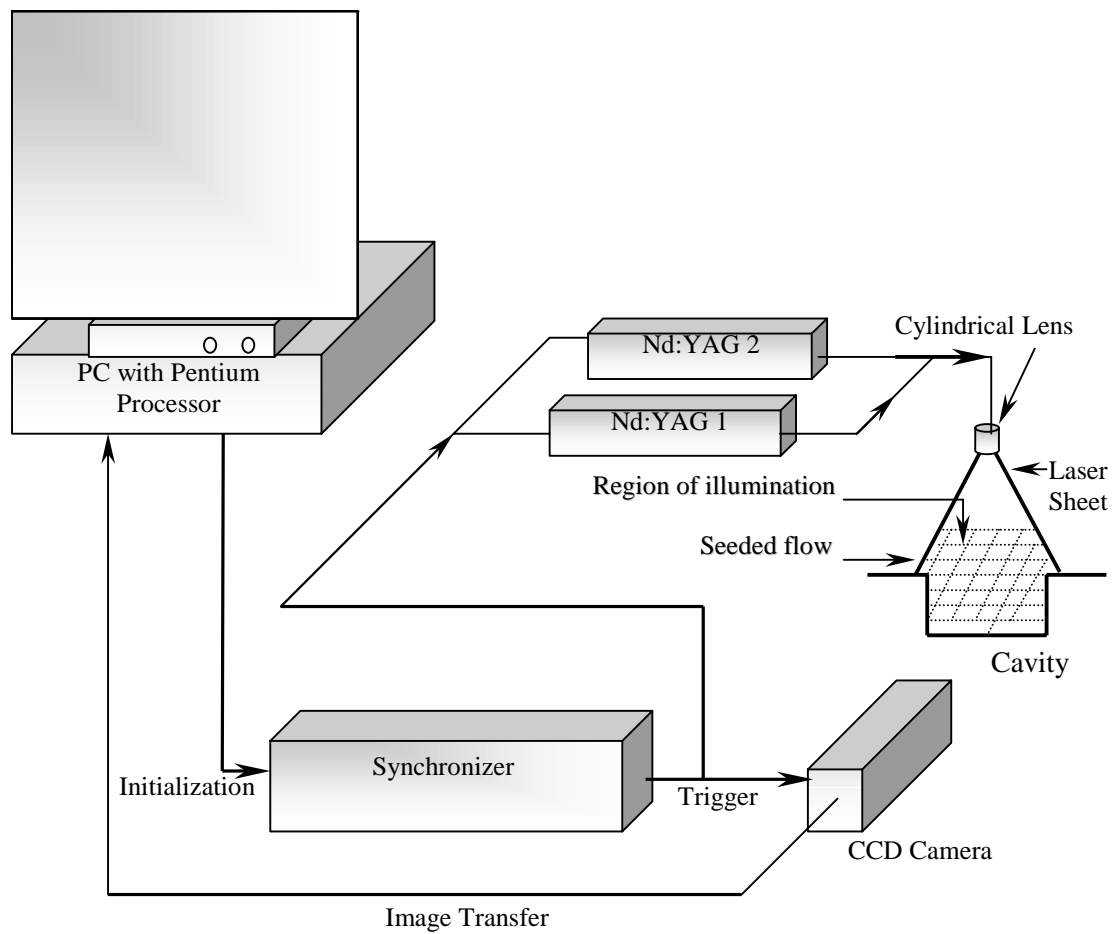 PC with Pentium
Processor
Nd:YAG 2
Nd:YAG 1
Cylindrical Lens
Region of illumination
Laser
Sheet
Seeded flow
Cavity
Initialization
Synchronizer
Trigger
CCD Camera
Image Transfer